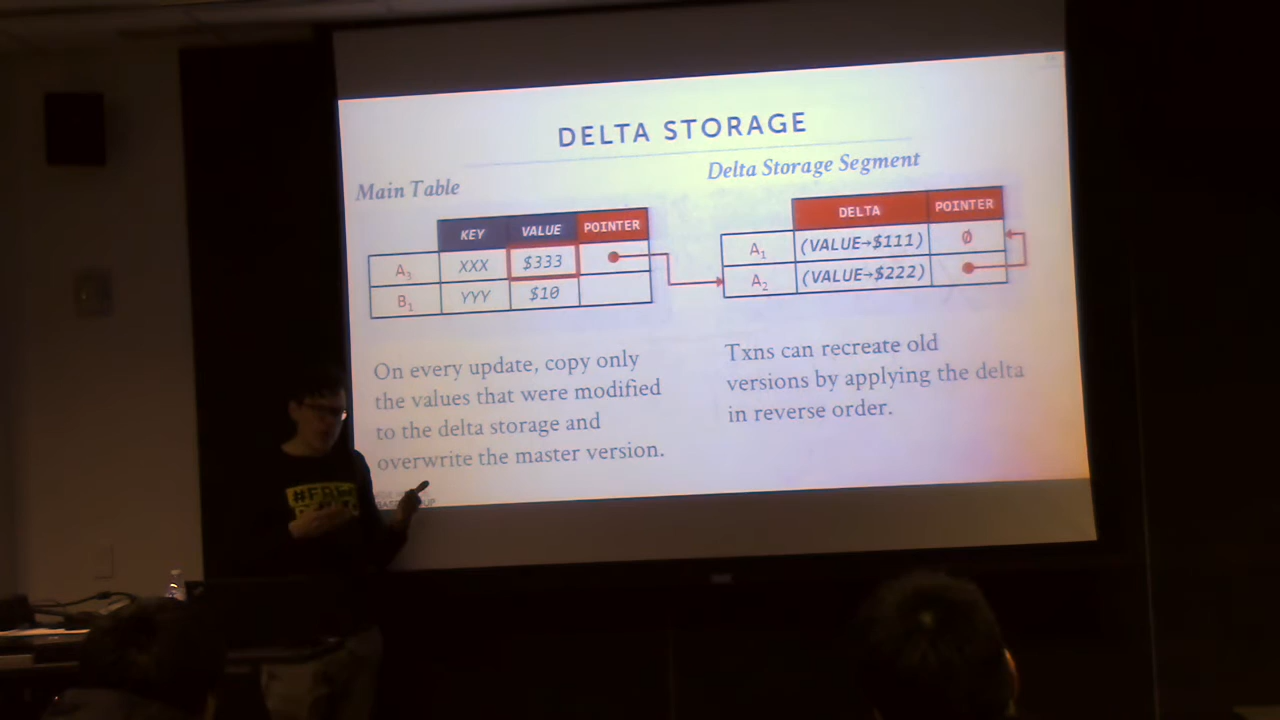 DELTA STORAGE
Main Table
KEY VALUE POINTER
A₃ XXX $333
B₁ YYY $10
Delta Storage Segment
DELTA POINTER
A₁ (VALUE→$111) Ø
A₂ (VALUE→$222)
On every update, copy only
the values that were modified
to the delta storage and
overwrite the master version.
Txns can recreate old
versions by applying the delta
in reverse order.